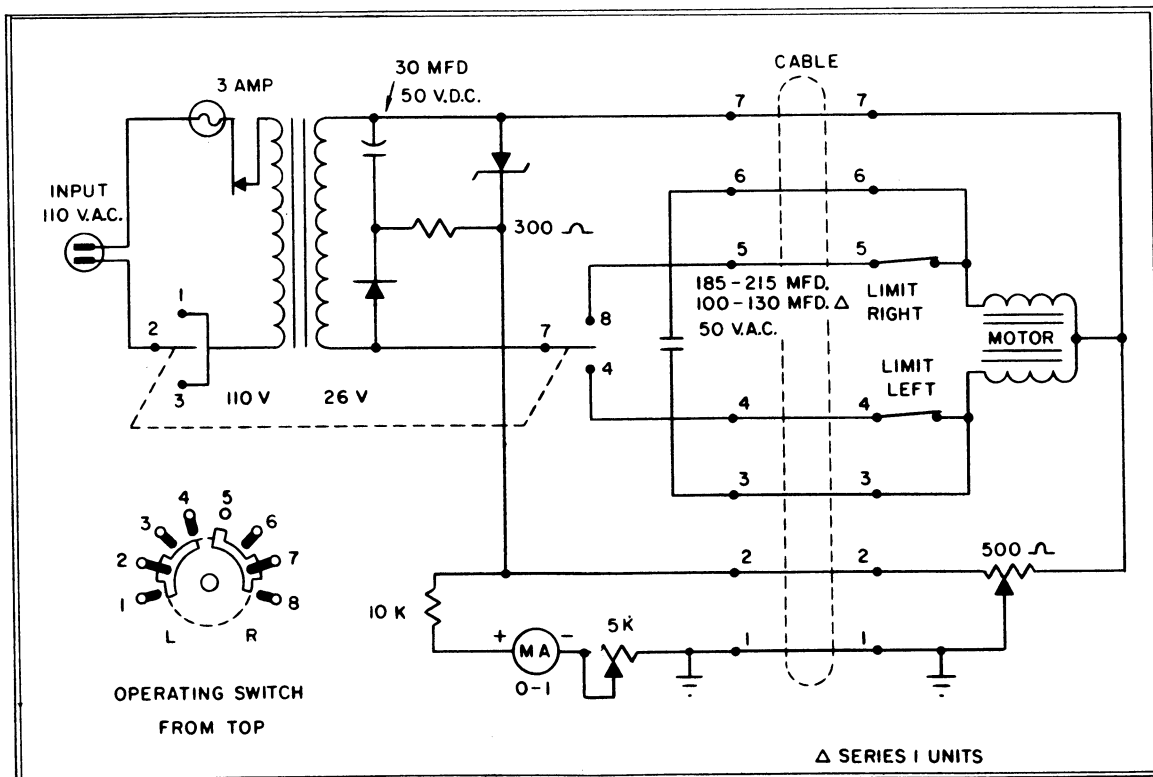 3 AMP
30 MFD
50 V.D.C.
CABLE
7 7
INPUT
110 V.A.C.
6 6
300 Ω
5 5
185-215 MFD.
100-130 MFD. Δ
50 V.A.C.
LIMIT
RIGHT
1
2
3
110 V 26 V
7
8
4
MOTOR
LIMIT
LEFT
4 4
3 3
1 2 3 4 5 6 7 8
L R
OPERATING SWITCH
FROM TOP
2 2
500 Ω
10 K
+ MA -
0-1
5K
1 1
Δ SERIES 1 UNITS